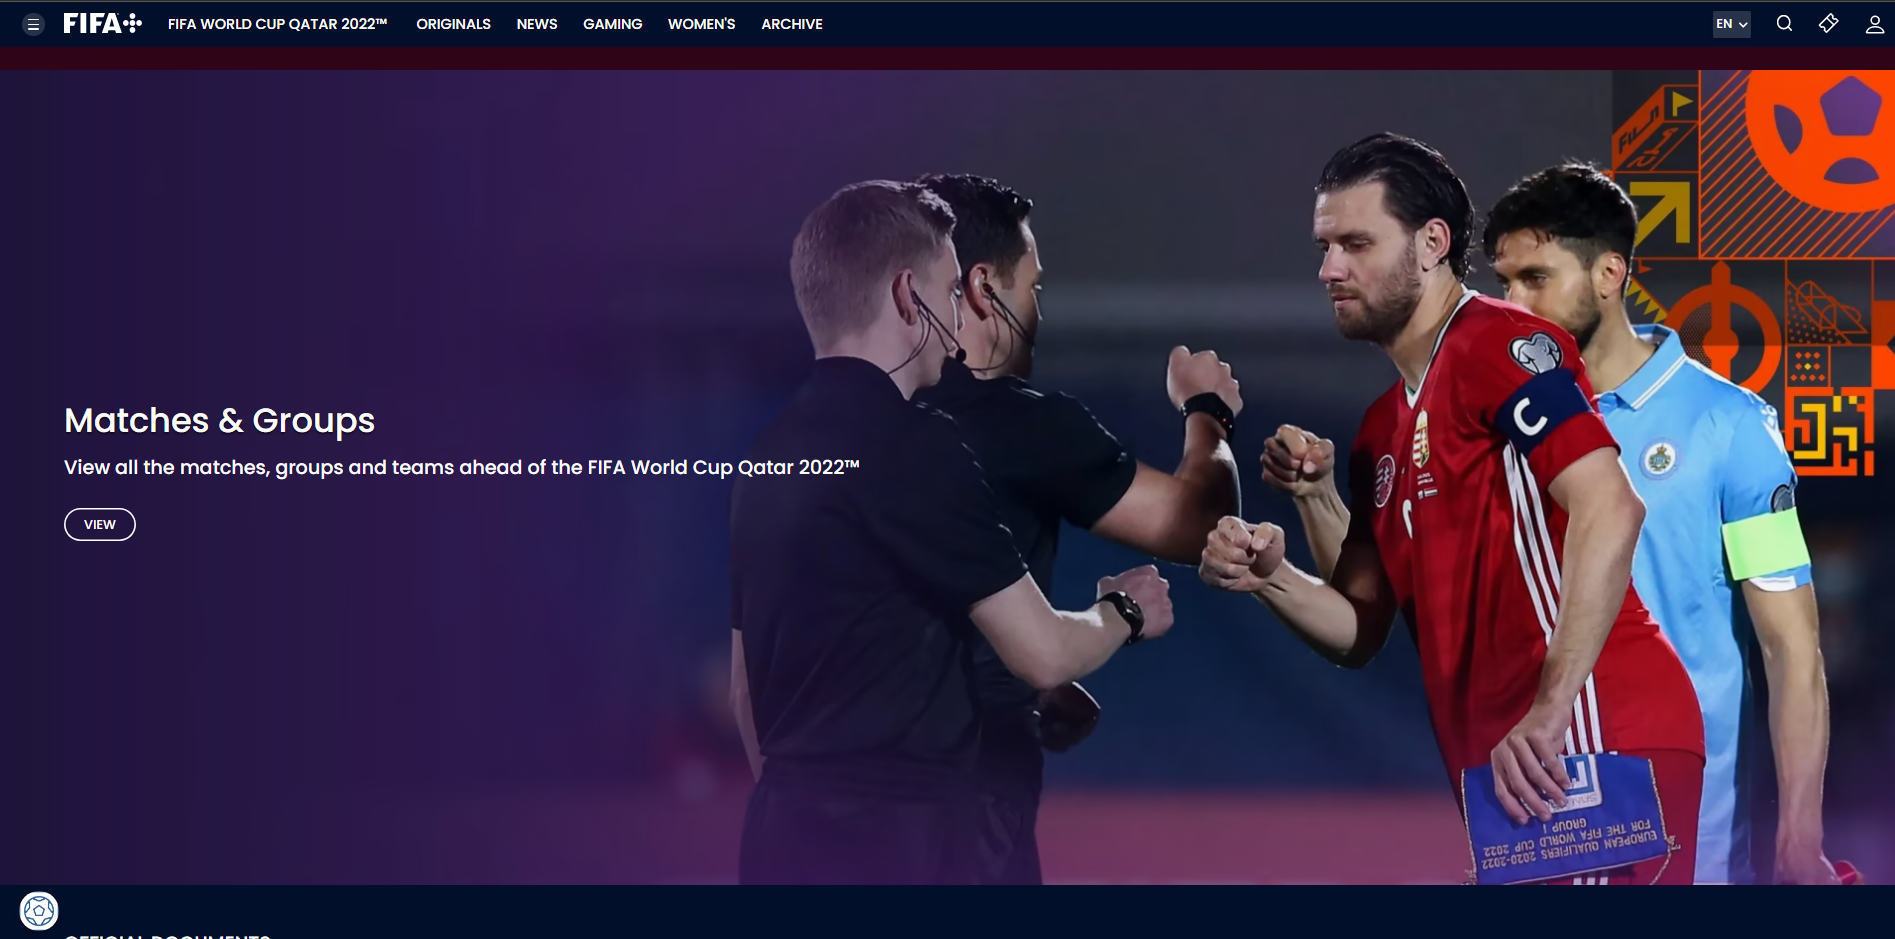 FIFA+
FIFA WORLD CUP QATAR 2022™
ORIGINALS
NEWS
GAMING
WOMEN'S
ARCHIVE
EN
Matches & Groups
View all the matches, groups and teams ahead of the FIFA World Cup Qatar 2022™
VIEW
C
EUROPEAN QUALIFIERS 2020-2022
FOR THE FIFA WORLD CUP 2022
GROUP I
OFFICIAL DOCUMENTS